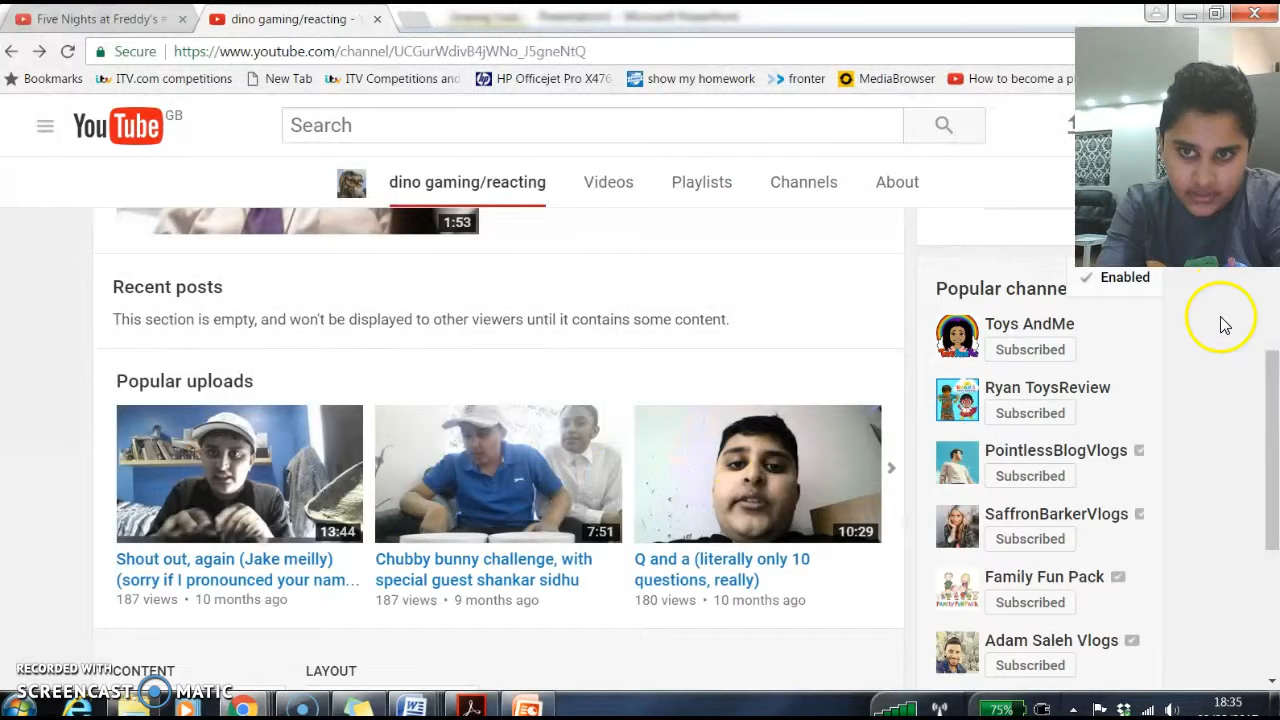 Five Nights at Freddy's
dino gaming/reacting -
Secure https://www.youtube.com/channel/UCGurWdivB4jWNo_J5gneNtQ
Bookmarks itv ITV.com competitions New Tab itv ITV Competitions and HP Officejet Pro X476 show my homework fronter MediaBrowser How to become a p
YouTube GB
Search
dino gaming/reacting Videos Playlists Channels About
1:53
Enabled
Recent posts
This section is empty, and won't be displayed to other viewers until it contains some content.
Popular uploads
13:44
7:51
10:29
Shout out, again (Jake meilly)
(sorry if I pronounced your nam...
187 views • 10 months ago
Chubby bunny challenge, with
special guest shankar sidhu
187 views • 9 months ago
Q and a (literally only 10
questions, really)
180 views • 10 months ago
Popular channe
Toys AndMe
Subscribed
Ryan ToysReview
Subscribed
PointlessBlogVlogs
Subscribed
SaffronBarkerVlogs
Subscribed
Family Fun Pack
Subscribed
Adam Saleh Vlogs
Subscribed
CONTENT
LAYOUT
RECORDED WITH
SCREENCAST MATIC
75%
18:35